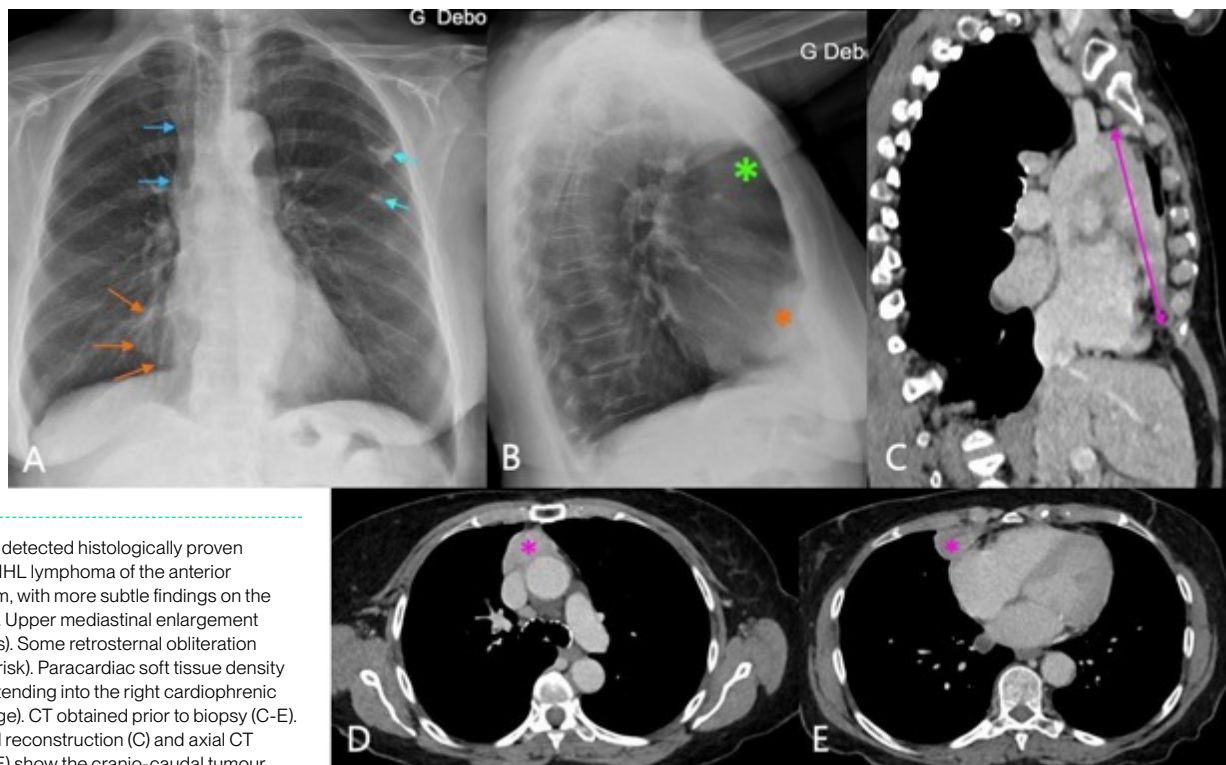 G Debo
G Deb
A
B
C
detected histologically proven
HL lymphoma of the anterior
, with more subtle findings on the
. Upper mediastinal enlargement
s). Some retrosternal obliteration
risk). Paracardiac soft tissue density
tending into the right cardiophrenic
ge). CT obtained prior to biopsy (C-E).
reconstruction (C) and axial CT
E) show the cranio-caudal tumour
D
E